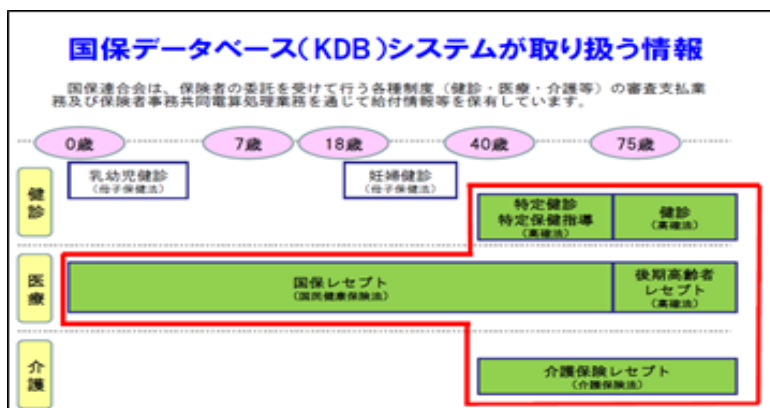 国保データベース(KDB)システムが取り扱う情報
国保連合会は、保険者の委託を受けて行う各種制度（健診・医療・介護等）の審査支払業
務及び保険者事務共同電算処理業務を通じて給付情報等を保有しています。
0歳 7歳 18歳 40歳 75歳
健診
乳幼児健診
(母子保健法)
妊婦健診
(母子保健法)
特定健診
特定保健指導
(高確法)
健診
(高確法)
医療
国保レセプト
(国民健康保険法)
後期高齢者
レセプト
(高確法)
介護
介護保険レセプト
(介護保険法)